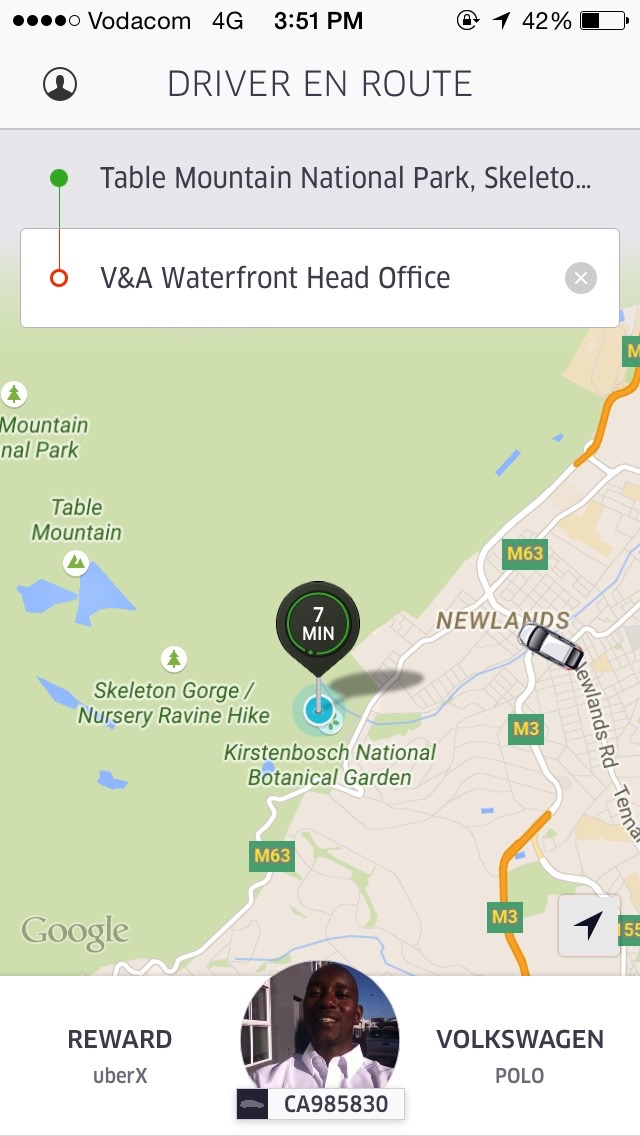 Vodacom 4G 3:51 PM 42%
DRIVER EN ROUTE
Table Mountain National Park, Skeleto...
V&A Waterfront Head Office
M
Mountain
nal Park
Table
Mountain
M63
7
MIN
NEWLANDS
Skeleton Gorge /
Nursery Ravine Hike
ewlands Rd
M3
Kirstenbosch National
Botanical Garden
Tenna
M63
M3
155
Google
REWARD
uberX
VOLKSWAGEN
POLO
CA985830